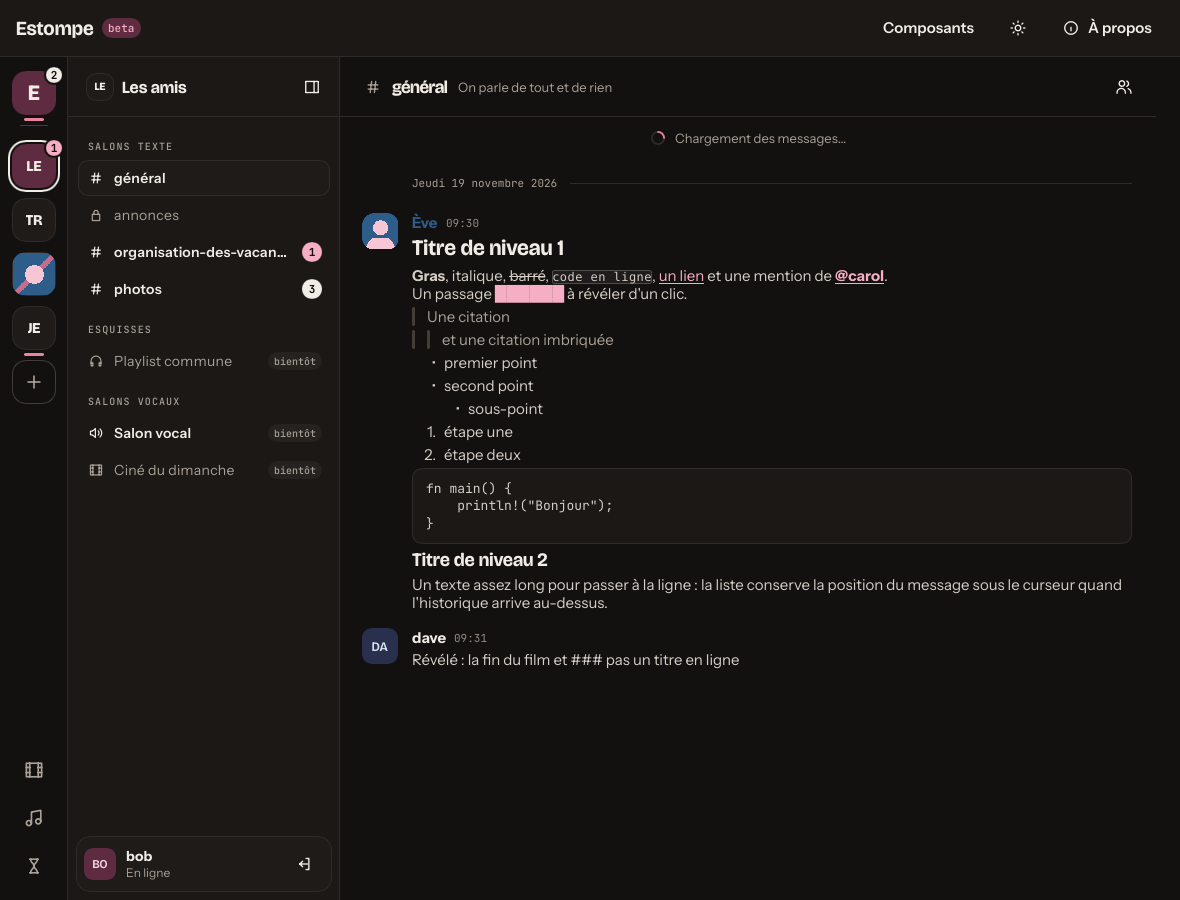 Estompe beta
Composants
À propos
E 2
LE 1
TR
JE
LE Les amis
SALONS TEXTE
# général
annonces
# organisation-des-vacan... 1
# photos 3
ESQUISSES
Playlist commune bientôt
SALONS VOCAUX
Salon vocal bientôt
Ciné du dimanche bientôt
BO bob
En ligne
# général On parle de tout et de rien
Chargement des messages…
Jeudi 19 novembre 2026
Ève 09:30
Titre de niveau 1
Gras, italique, barré, code en ligne, un lien et une mention de @carol.
Un passage ██████ à révéler d'un clic.
Une citation
et une citation imbriquée
• premier point
• second point
• sous-point
1. étape une
2. étape deux
fn main() {
println!("Bonjour");
}
Titre de niveau 2
Un texte assez long pour passer à la ligne : la liste conserve la position du message sous le curseur quand
l'historique arrive au-dessus.
DA dave 09:31
Révélé : la fin du film et ### pas un titre en ligne